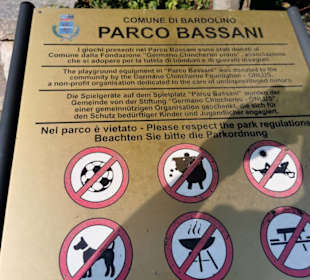 COMUNE DI BARDOLINO
PARCO BASSANI
I giochi presenti nel Parco Bassani sono stati donati al
Comune dalla Fondazione "Germano Chincherini onlus", associazione
che si adopera per la tutela di bambini e di giovani disagiati.
The playground equipment in "Parco Bassani" was donated to the
community by the Germano Chincherini Foundation - ONLUS,
a non-profit organisation dedicated to the care of underprivileged minors.
Die Spielgeräte auf dem Spielplatz "Parco Bassani" wurden der
Gemeinde von der Stiftung "Germano Chincherini - ONLUS"
einer gemeinnützigen Organisation geschenkt, die sich für
den Schutz bedürftiger Kinder und Jugendlicher engagiert.
Nel parco è vietato - Please respect the park regulations
Beachten Sie bitte die Parkordnung